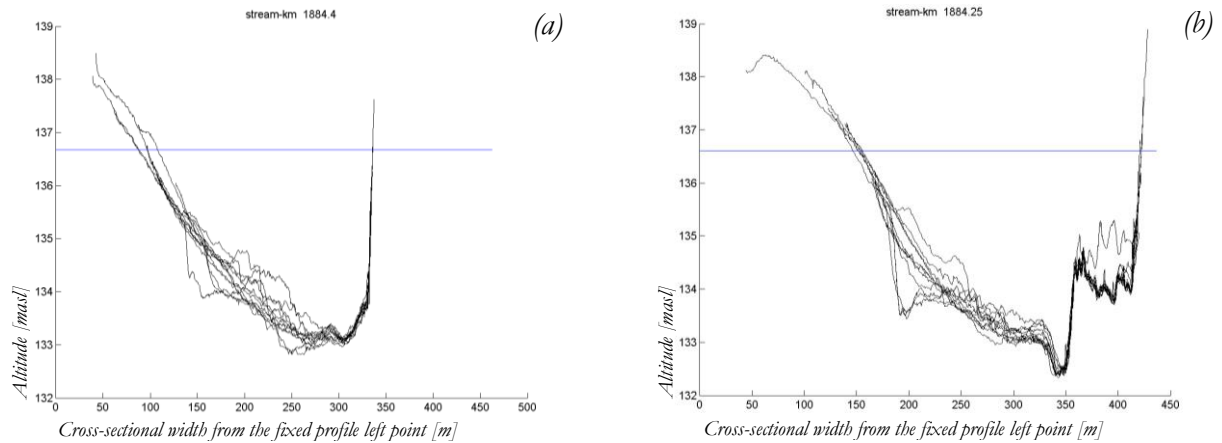 stream-km 1884.4
(a)
139
138
137
136
135
134
133
132
0 50 100 150 200 250 300 350 400 450 500
Altitude [masl]
Cross-sectional width from the fixed profile left point [m]
stream-km 1884.25
(b)
139
138
137
136
135
134
133
132
0 50 100 150 200 250 300 350 400 450
Altitude [masl]
Cross-sectional width from the fixed profile left point [m]